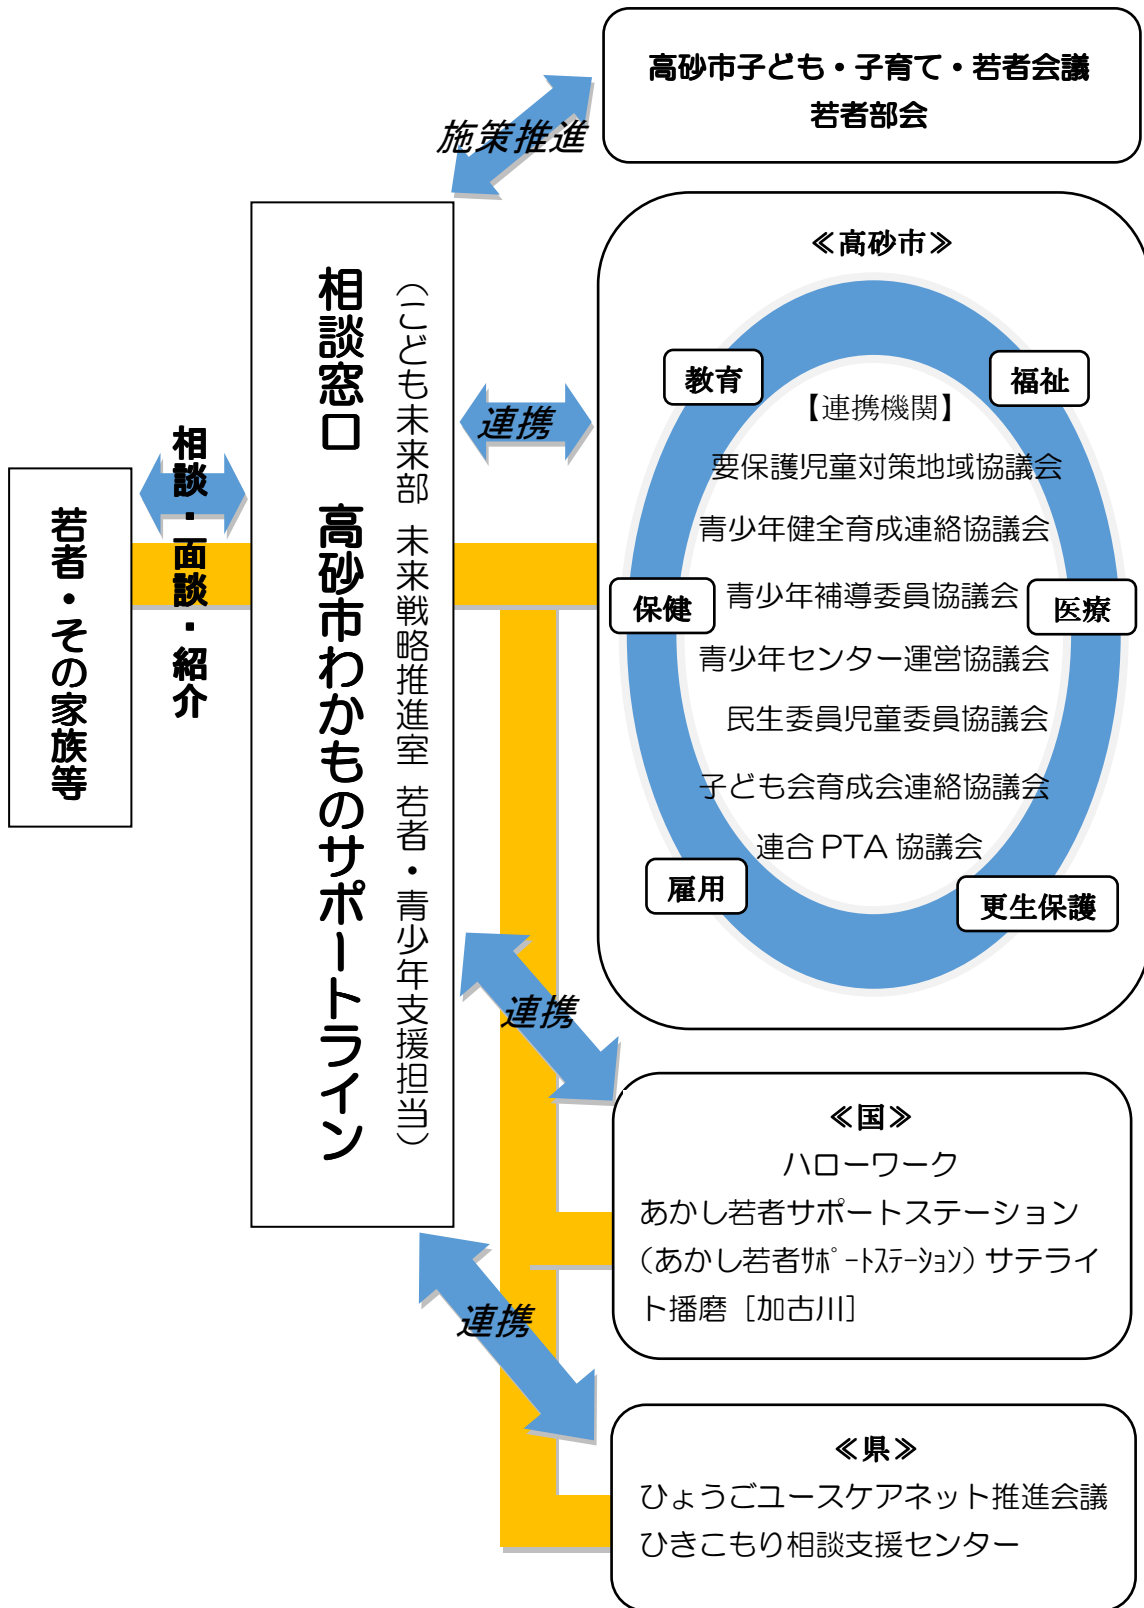 高砂市子ども・子育て・若者会議
若者部会
施策推進
若者・その家族等
相談・面談・紹介
相談窓口 高砂市わかものサポートライン
（こども未来部 未来戦略推進室 若者・青少年支援担当）
連携
≪高砂市≫
教育
福祉
【連携機関】
要保護児童対策地域協議会
青少年健全育成連絡協議会
保健
青少年補導委員協議会
医療
青少年センター運営協議会
民生委員児童委員協議会
子ども会育成会連絡協議会
連合PTA協議会
雇用
更生保護
連携
≪国≫
ハローワーク
あかし若者サポートステーション
（あかし若者ｻﾎﾟｰﾄｽﾃｰｼｮﾝ）サテライ
ト播磨［加古川］
連携
≪県≫
ひょうごユースケアネット推進会議
ひきこもり相談支援センター